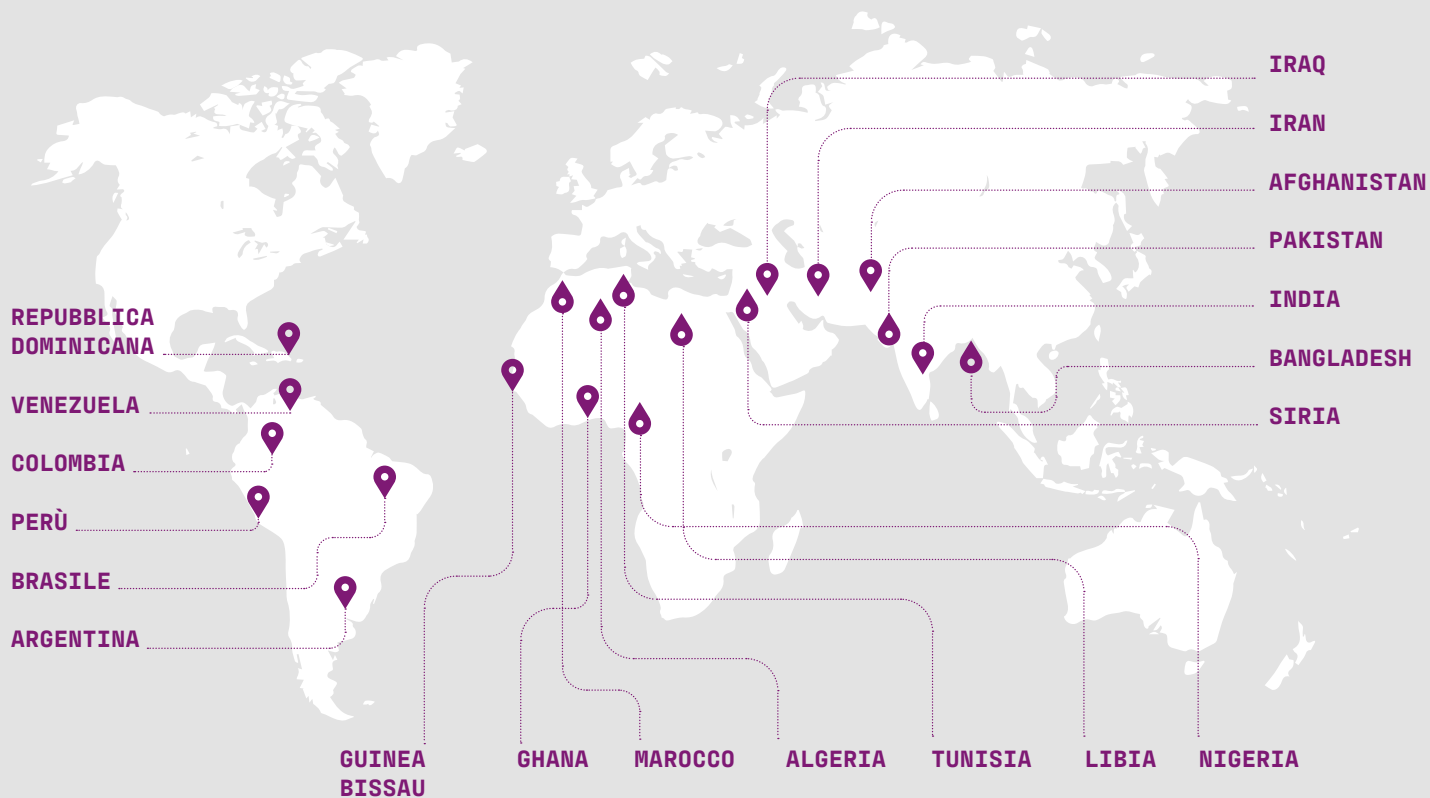 IRAQ
IRAN
AFGHANISTAN
PAKISTAN
INDIA
BANGLADESH
SIRIA
REPUBBLICA
DOMINICANA
VENEZUELA
COLOMBIA
PERÙ
BRASILE
ARGENTINA
GUINEA
BISSAU
GHANA
MAROCCO
ALGERIA
TUNISIA
LIBIA
NIGERIA